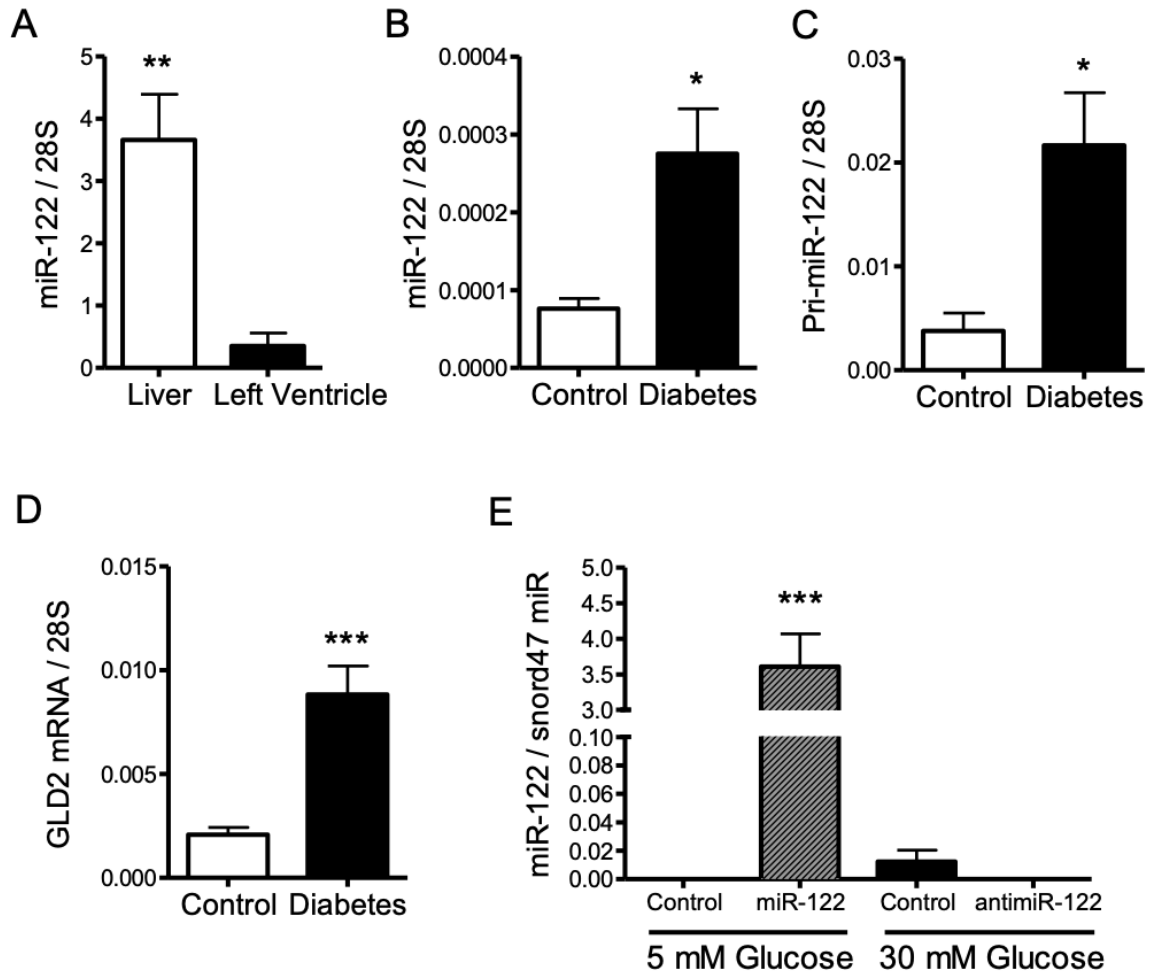 A
miR-122 / 28S
5
4
3
2
1
0
**
Liver
Left Ventricle
B
miR-122 / 28S
0.0004
0.0003
0.0002
0.0001
0.0000
*
Control
Diabetes
C
Pri-miR-122 / 28S
0.03
0.02
0.01
0.00
*
Control
Diabetes
D
GLD2 mRNA / 28S
0.015
0.010
0.005
0.000
***
Control
Diabetes
E
miR-122 / snord47 miR
5.0
4.5
4.0
3.5
3.0
0.10
0.08
0.06
0.04
0.02
0.00
***
Control
miR-122
Control
antimiR-122
5 mM Glucose
30 mM Glucose